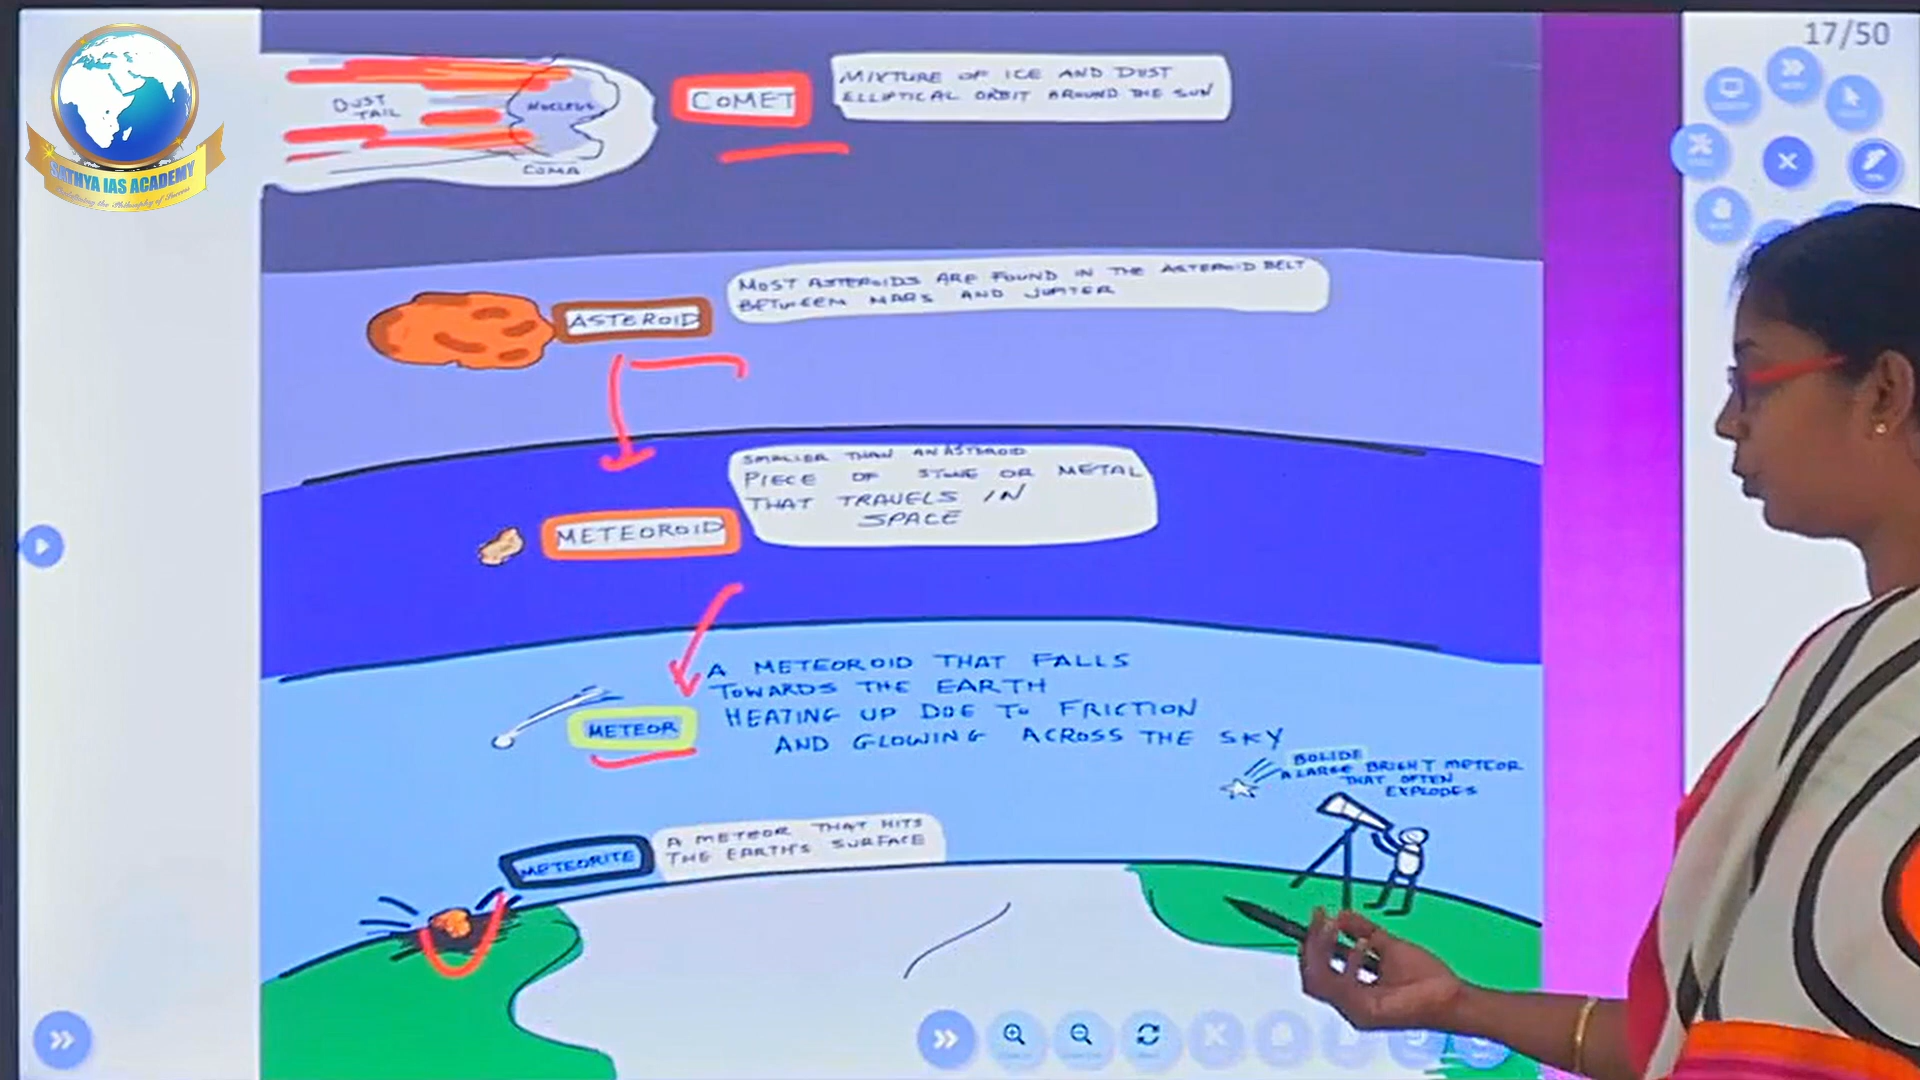 17/50
SATHYA IAS ACADEMY
DUST
TAIL
NUCLEUS
COMA
COMET
MIXTURE OF ICE AND DUST
ELLIPTICAL ORBIT AROUND THE SUN
ASTEROID
MOST ASTEROIDS ARE FOUND IN THE ASTEROID BELT
BETWEEN MARS AND JUPITER
METEOROID
SMALLER THAN AN ASTEROID
PIECE OF STONE OR METAL
THAT TRAVELS IN
SPACE
METEOR
A METEOROID THAT FALLS
TOWARDS THE EARTH
HEATING UP DUE TO FRICTION
AND GLOWING ACROSS THE SKY
BOLIDE
A LARGE BRIGHT METEOR
THAT OFTEN
EXPLODES
METEORITE
A METEOR THAT HITS
THE EARTH'S SURFACE